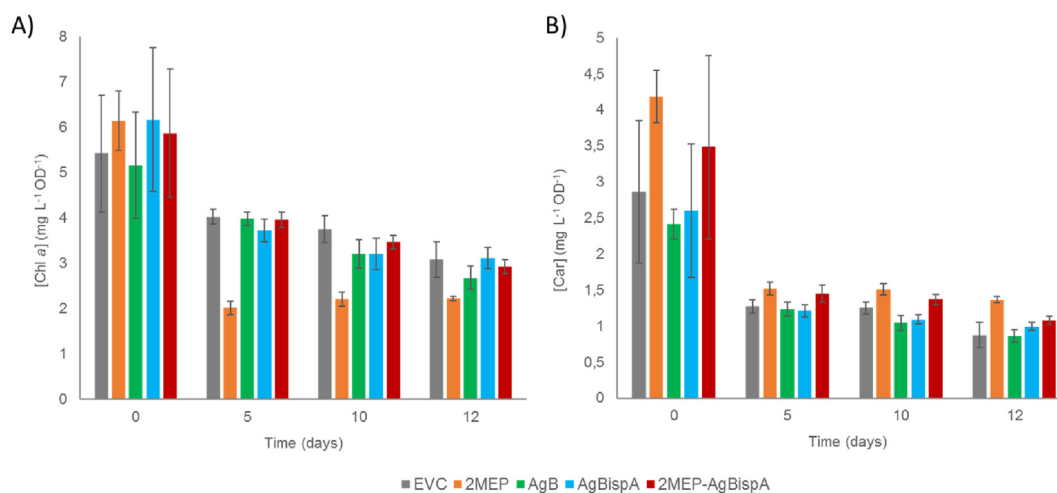 A)
[Chl a] (mg L-1 OD-1)
8
7
6
5
4
3
2
1
0
0 5 10 12
Time (days)
B)
[Car] (mg L-1 OD-1)
5
4,5
4
3,5
3
2,5
2
1,5
1
0,5
0
0 5 10 12
Time (days)
EVC 2MEP AgB AgBispA 2MEP-AgBispA